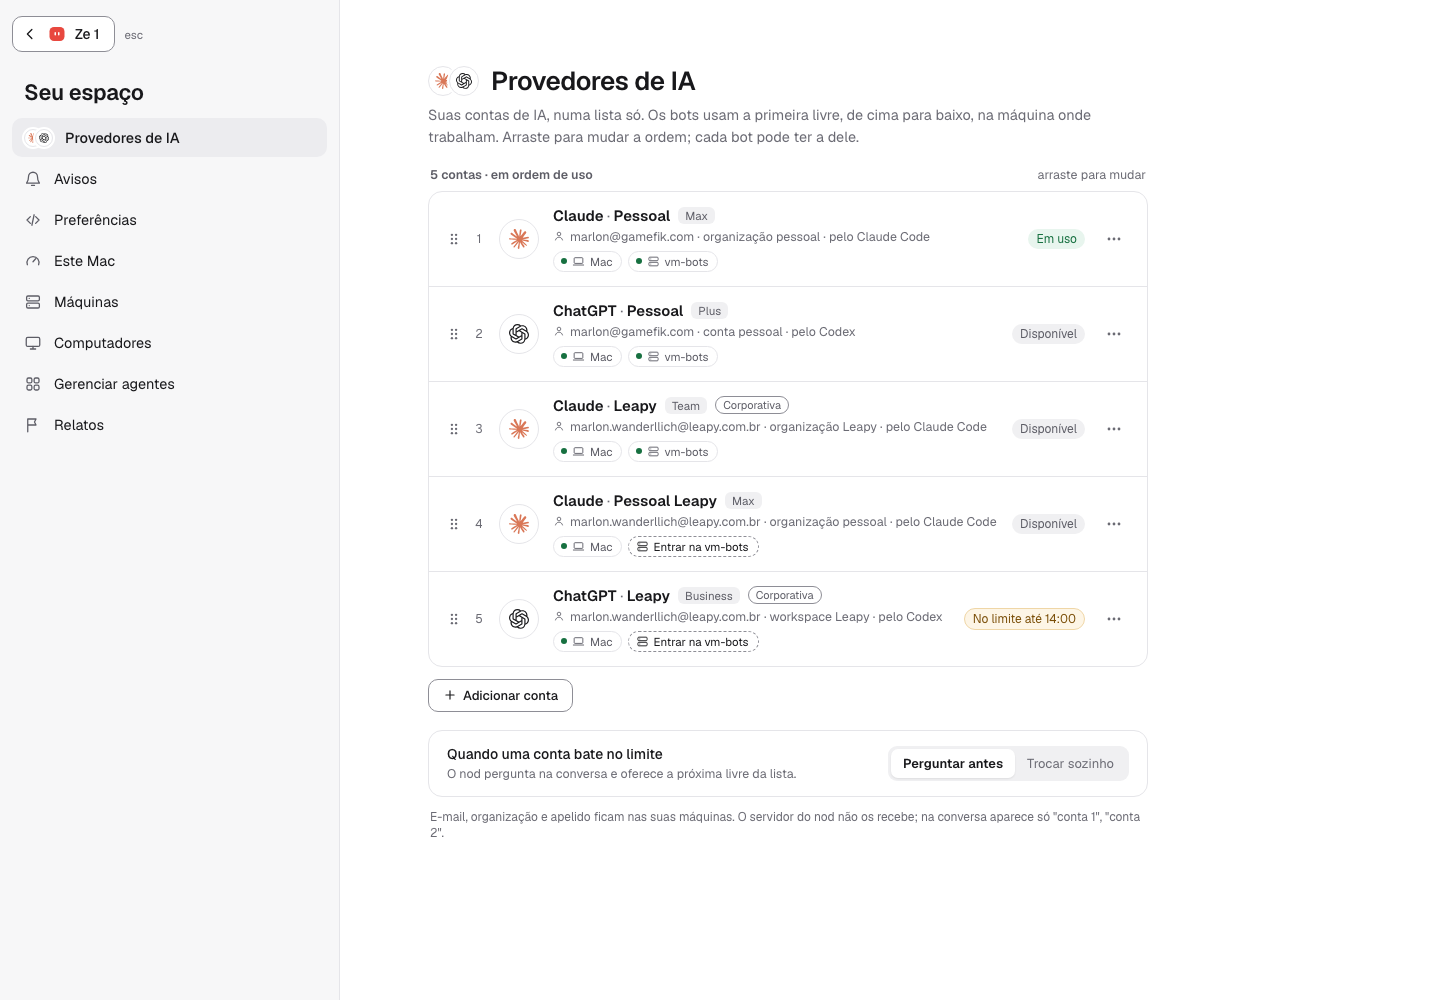 Ze 1 esc
Seu espaço
Provedores de IA
Avisos
Preferências
Este Mac
Máquinas
Computadores
Gerenciar agentes
Relatos
Provedores de IA
Suas contas de IA, numa lista só. Os bots usam a primeira livre, de cima para baixo, na máquina onde
trabalham. Arraste para mudar a ordem; cada bot pode ter a dele.
5 contas · em ordem de uso arraste para mudar
Claude · Pessoal Max
1 marlon@gamefik.com · organização pessoal · pelo Claude Code Em uso
Mac vm-bots
ChatGPT · Pessoal Plus
2 marlon@gamefik.com · conta pessoal · pelo Codex Disponível
Mac vm-bots
Claude · Leapy Team Corporativa
3 marlon.wanderllich@leapy.com.br · organização Leapy · pelo Claude Code Disponível
Mac vm-bots
Claude · Pessoal Leapy Max
4 marlon.wanderllich@leapy.com.br · organização pessoal · pelo Claude Code Disponível
Mac Entrar na vm-bots
ChatGPT · Leapy Business Corporativa
5 marlon.wanderllich@leapy.com.br · workspace Leapy · pelo Codex No limite até 14:00
Mac Entrar na vm-bots
Adicionar conta
Quando uma conta bate no limite
O nod pergunta na conversa e oferece a próxima livre da lista.
Perguntar antes Trocar sozinho
E-mail, organização e apelido ficam nas suas máquinas. O servidor do nod não os recebe; na conversa aparece só "conta 1", "conta
2".